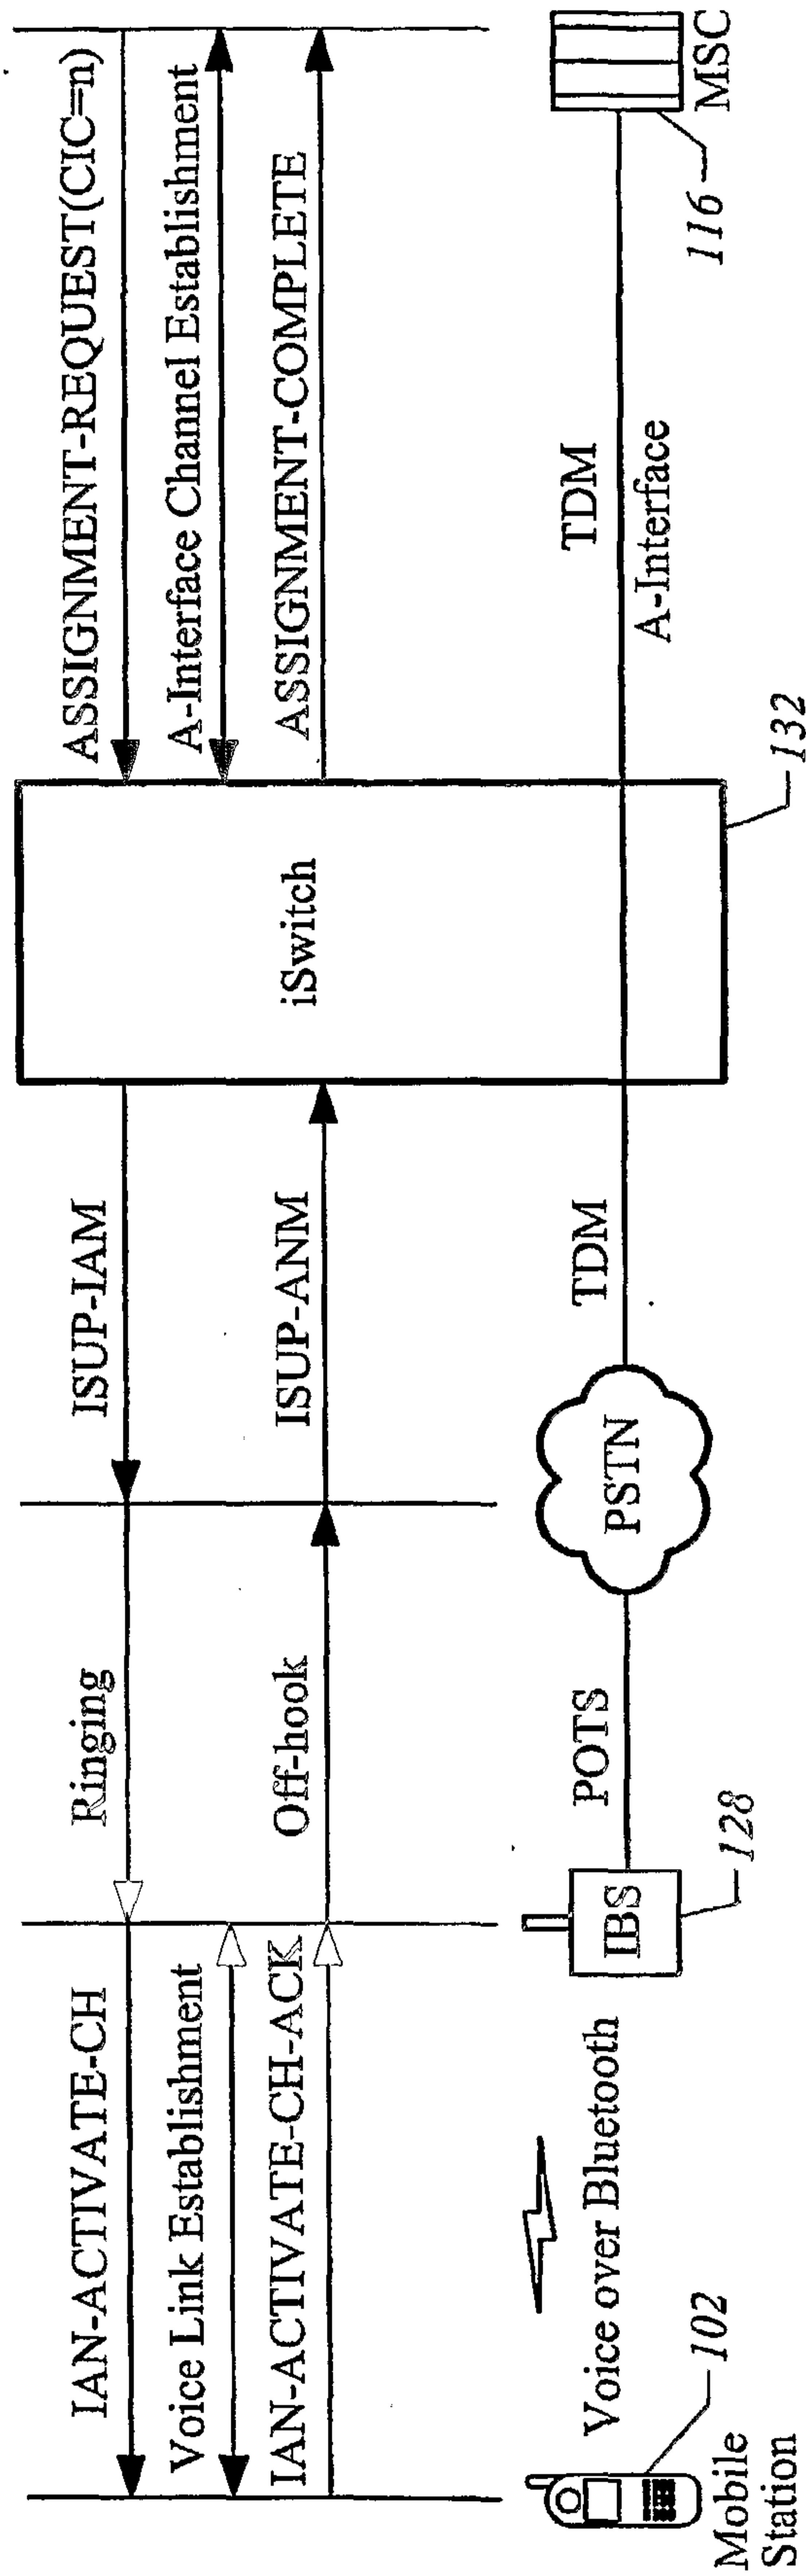 IAN-ACTIVATE-CH
Ringing
ISUP-IAM
ASSIGNMENT-REQUEST(CIC=n)
Voice Link Establishment
A-Interface Channel Establishment
IAN-ACTIVATE-CH-ACK
Off-hook
ISUP-ANM
iSwitch
ASSIGNMENT-COMPLETE
Voice over Bluetooth
IBS
POTS
PSTN
TDM
TDM
A-Interface
MSC
102
128
132
116
Mobile
Station